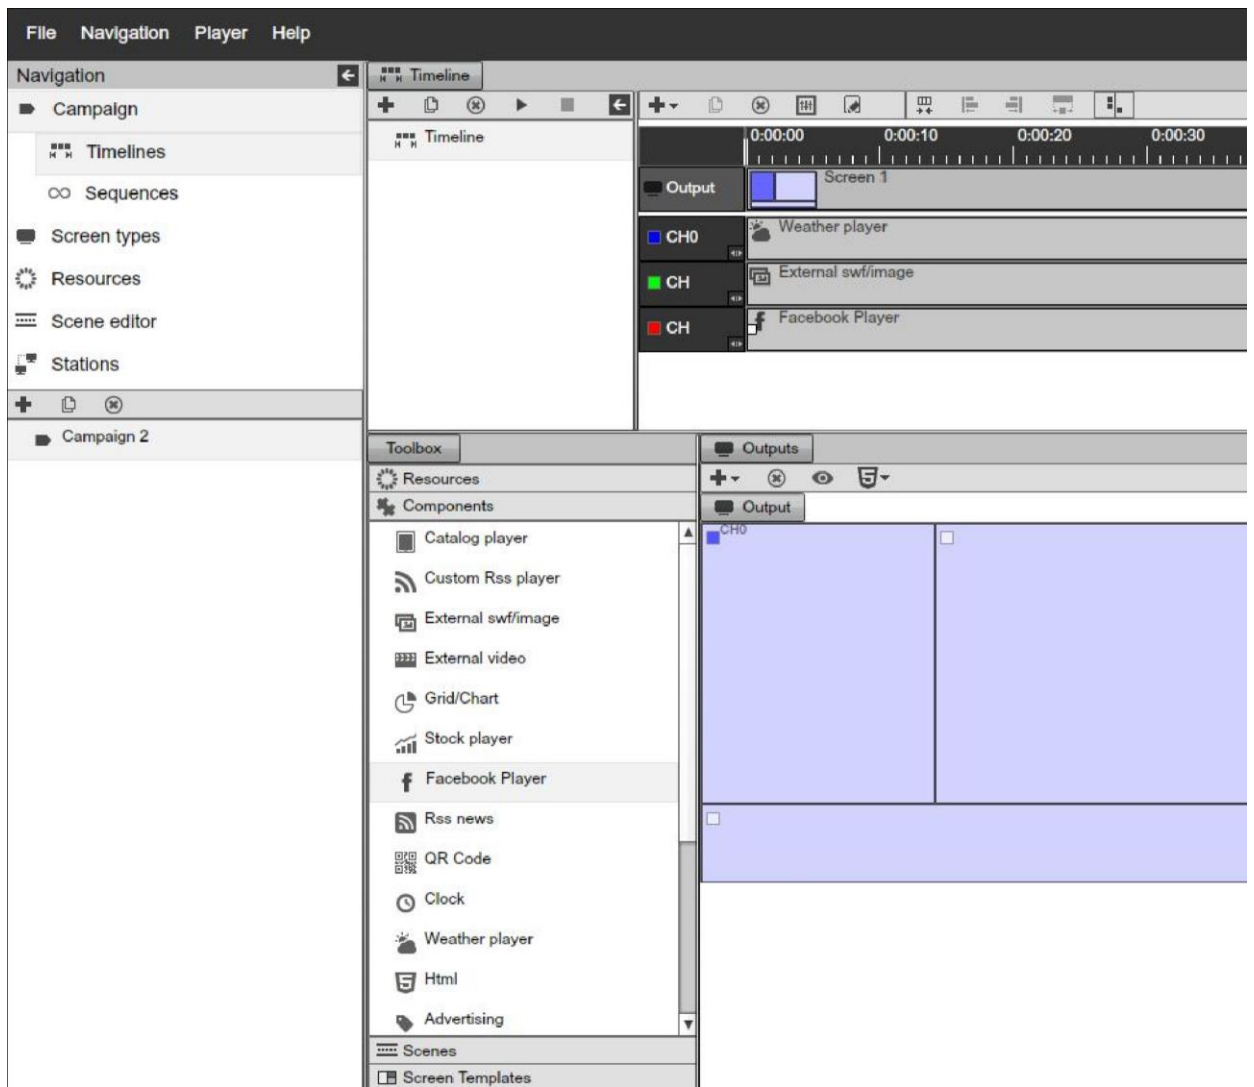 File Navigation Player Help
Navigation
Campaign
Timelines
Sequences
Screen types
Resources
Scene editor
Stations
Campaign 2
Timeline
Timeline
0:00:00 0:00:10 0:00:20 0:00:30
Output Screen 1
CH0 Weather player
CH External swf/image
CH Facebook Player
Toolbox
Resources
Components
Catalog player
Custom Rss player
External swf/image
External video
Grid/Chart
Stock player
Facebook Player
Rss news
QR Code
Clock
Weather player
Html
Advertising
Scenes
Screen Templates
Outputs
Output
CH0